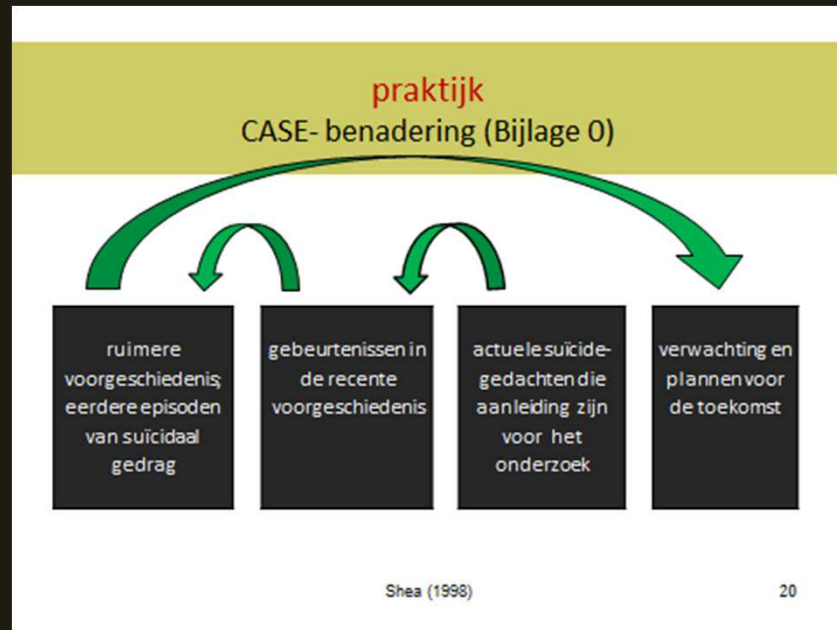 praktijk
CASE- benadering (Bijlage 0)
ruimere
voorgeschiedenis;
eerdere episoden
van suïcidaal
gedrag
gebeurtenissen in
de recente
voorgeschiedenis
actuele suïcide-
gedachten die
aanleiding zijn
voor het
onderzoek
verwachting en
plannen voor
de toekomst
Shea (1998)
20